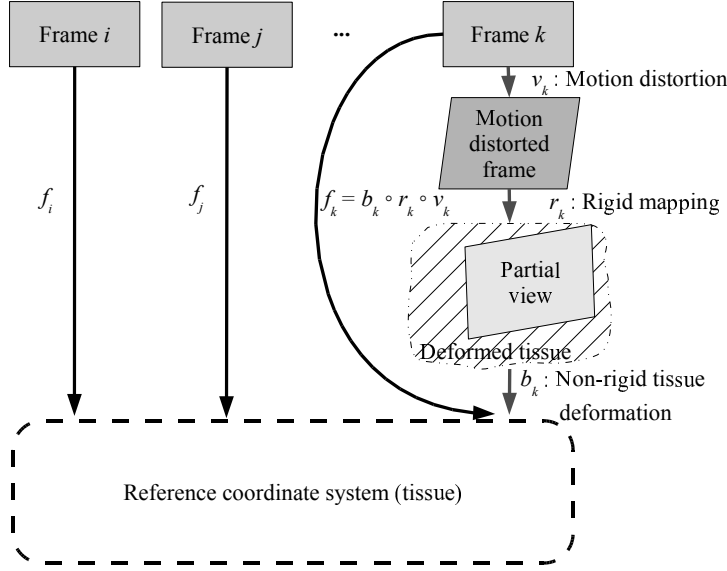 Frame i
Frame j
...
Frame k
v_k : Motion distortion
Motion
distorted
frame
f_i
f_j
f_k = b_k ∘ r_k ∘ v_k
r_k : Rigid mapping
Partial
view
Deformed tissue
b_k : Non-rigid tissue
deformation
Reference coordinate system (tissue)